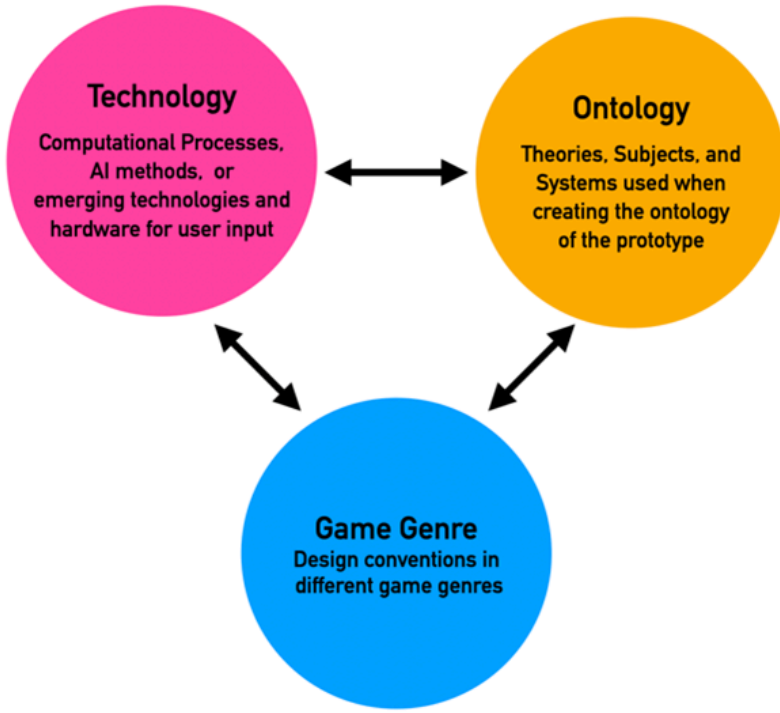 Technology
Computational Processes,
AI methods, or
emerging technologies and
hardware for user input
Ontology
Theories, Subjects, and
Systems used when
creating the ontology
of the prototype
Game Genre
Design conventions in
different game genres